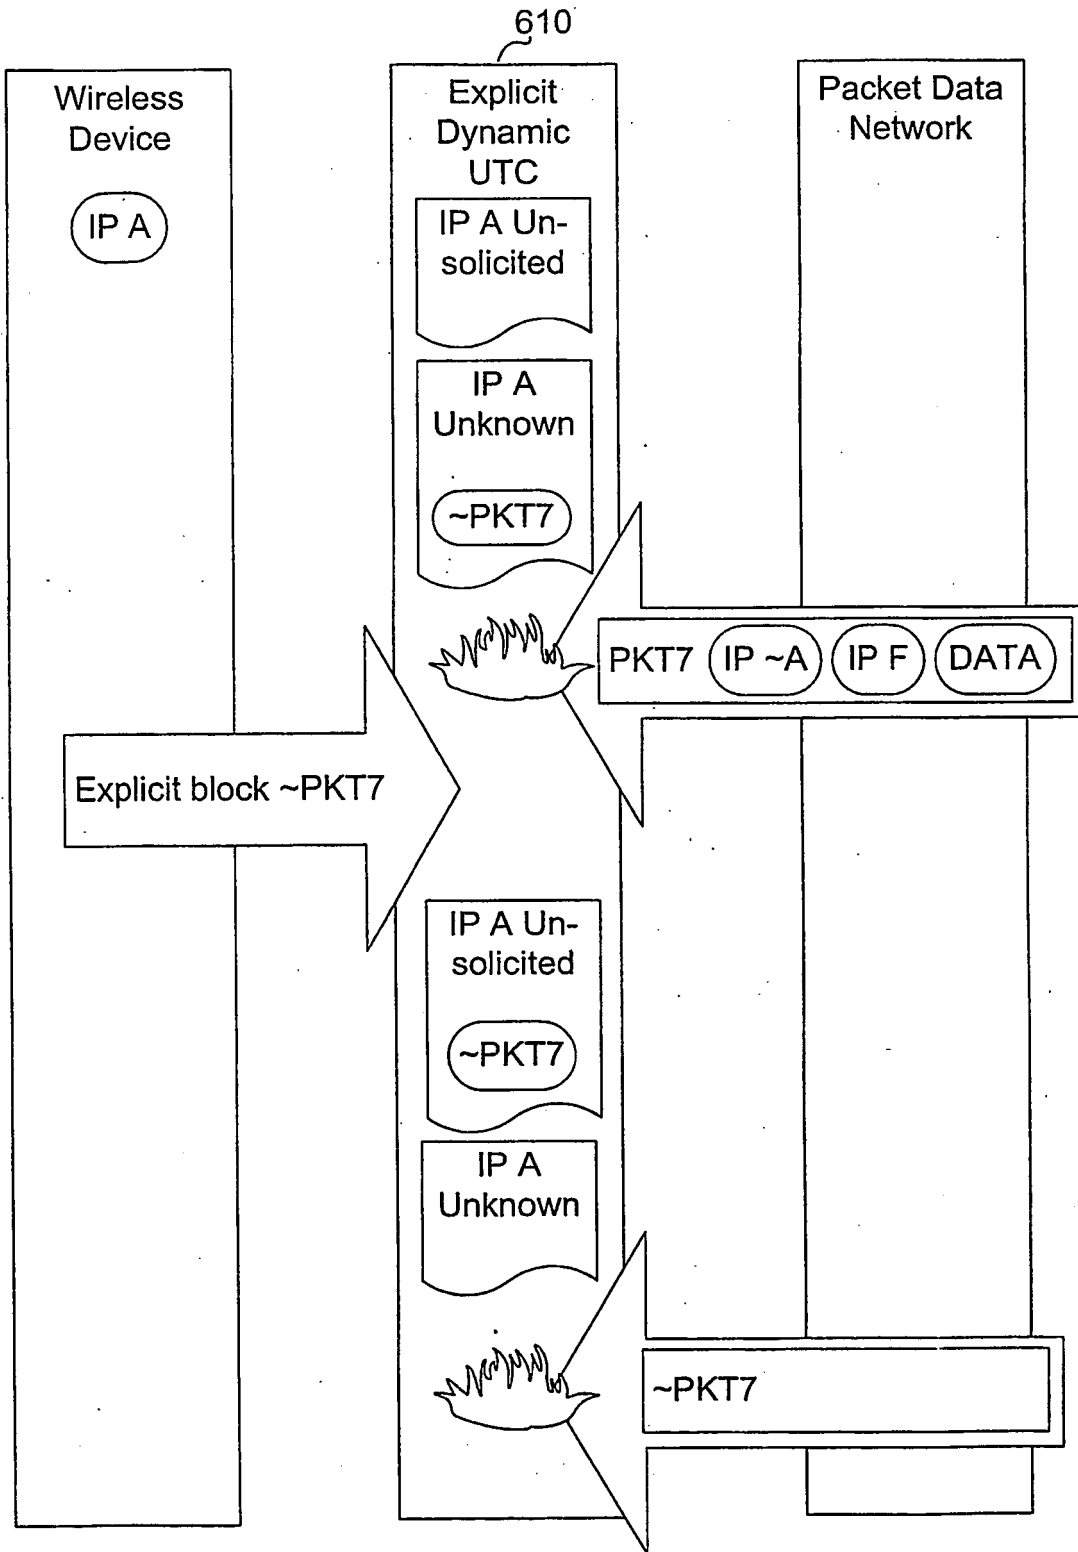 610
Wireless
Device
IP A
Explicit
Dynamic
UTC
Packet Data
Network
IP A Un-
solicited
IP A
Unknown
~PKT7
PKT7 IP ~A IP F DATA
Explicit block ~PKT7
IP A Un-
solicited
~PKT7
IP A
Unknown
~PKT7